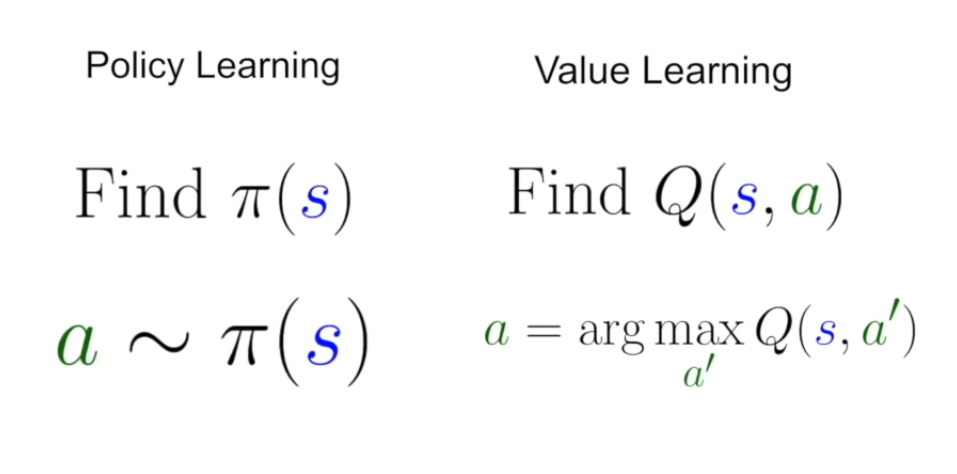 Policy Learning
Find π(s)
a ∼ π(s)
Value Learning
Find Q(s, a)
a = arg max Q(s, a′)
a′